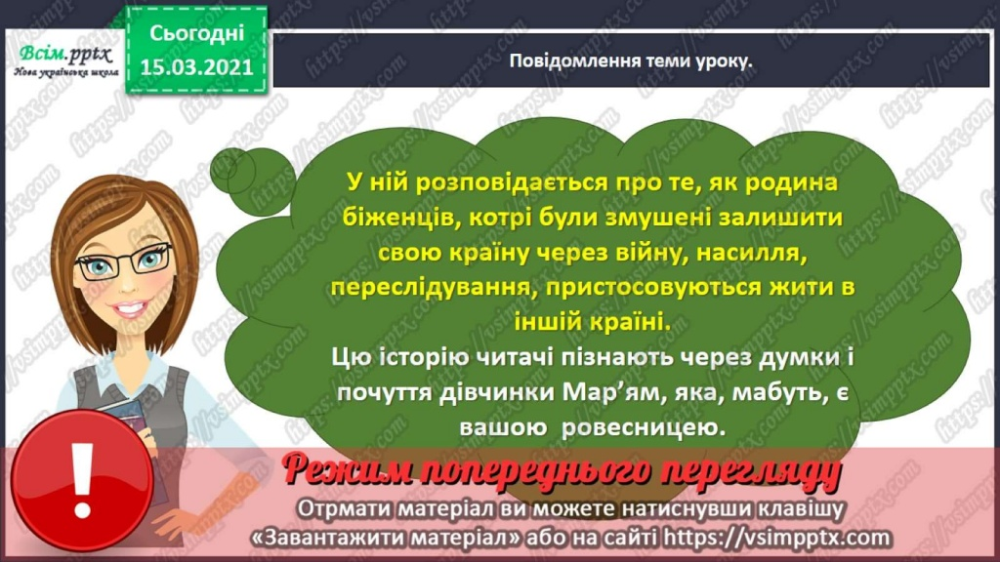 Сьогодні
15.03.2021
Всім.pptx
Нова українська школа
Повідомлення теми уроку.
У ній розповідається про те, як родина
біженців, котрі були змушені залишити
свою країну через війну, насилля,
переслідування, пристосовуються жити в
іншій країні.
Цю історію читачі пізнають через думки і
почуття дівчинки Мар’ям, яка, мабуть, є
вашою ровесницею.
Режим попереднього перегляду
Отрмати матеріал ви можете натиснувши клавішу
«Завантажити матеріал» або на сайті https://vsimpptx.com